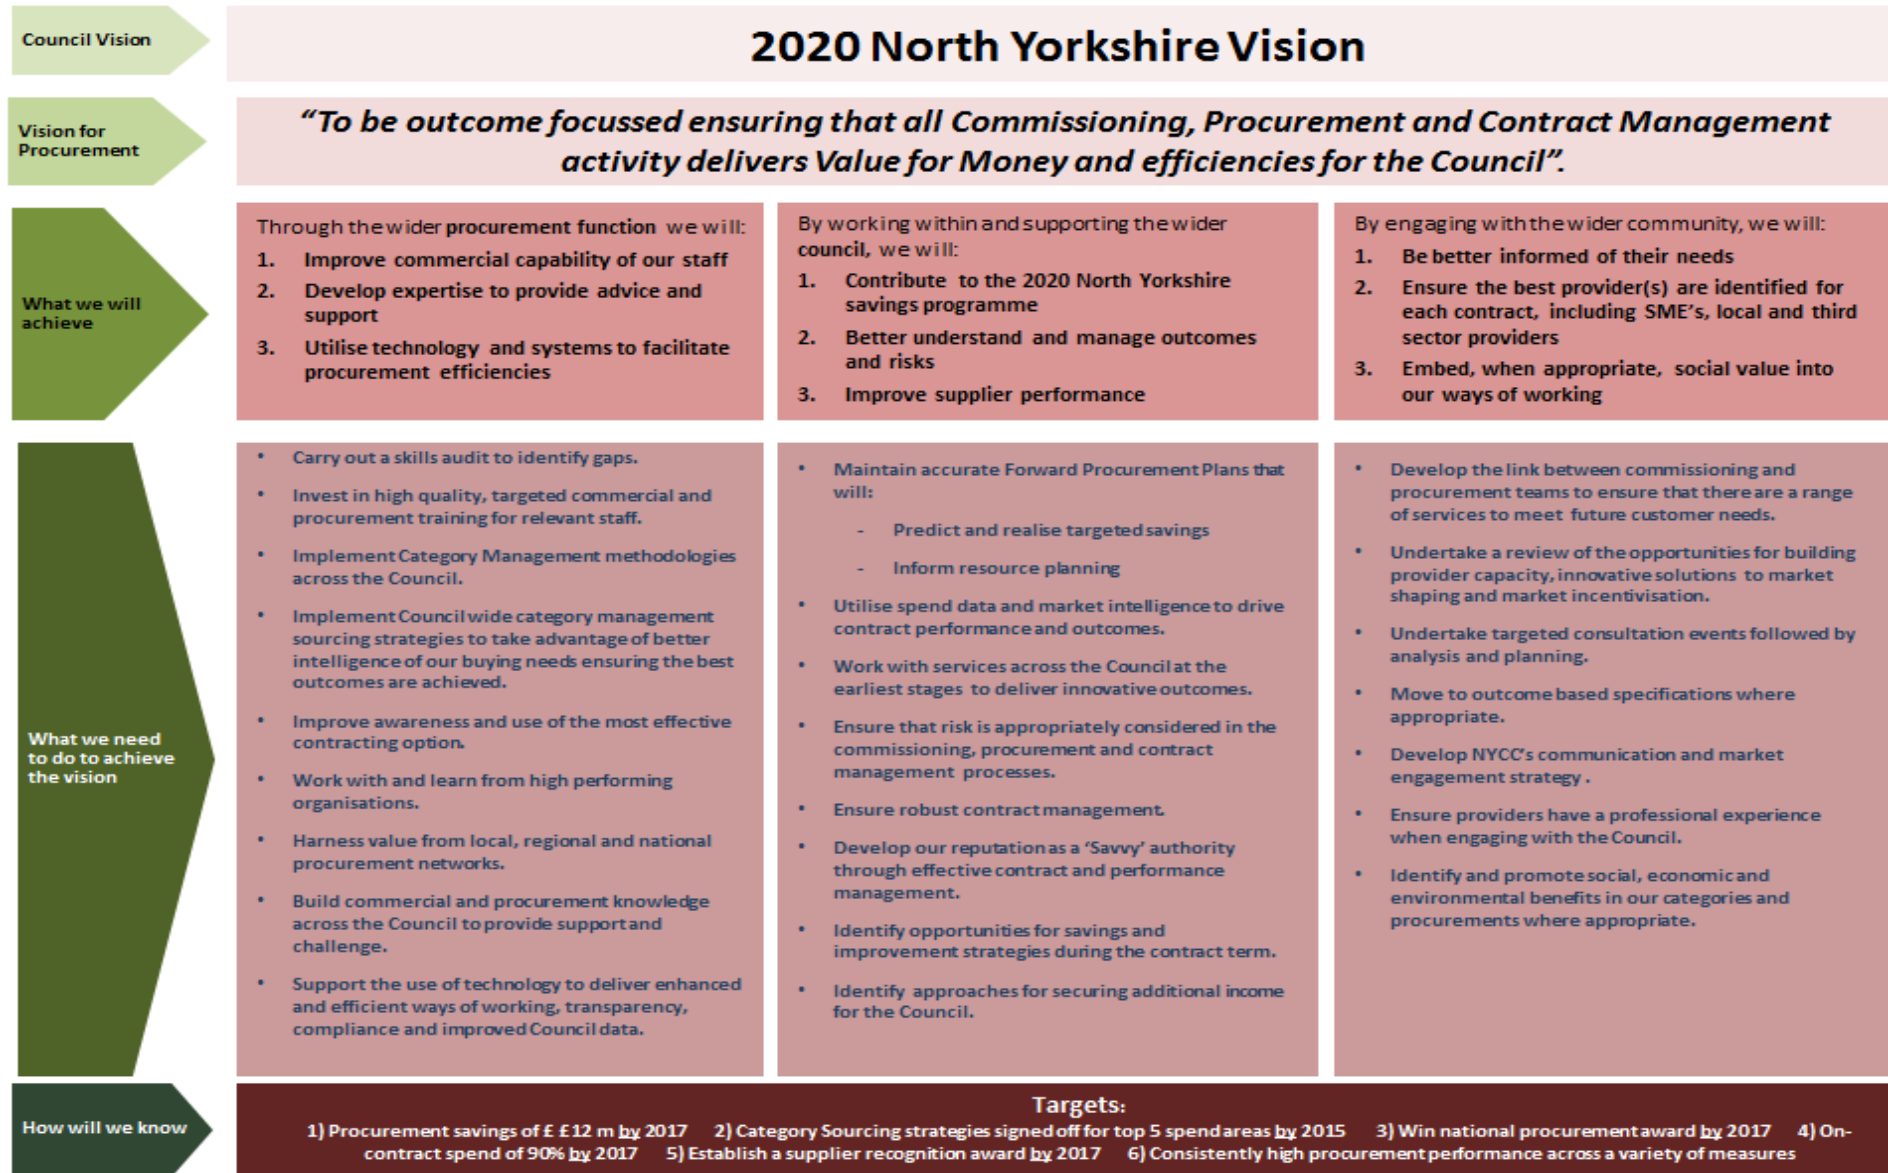 Council Vision
2020 North Yorkshire Vision
Vision for
Procurement
“To be outcome focussed ensuring that all Commissioning, Procurement and Contract Management
activity delivers Value for Money and efficiencies for the Council”.
What we will
achieve
Through the wider procurement function we will:
1. Improve commercial capability of our staff
2. Develop expertise to provide advice and
support
3. Utilise technology and systems to facilitate
procurement efficiencies
By working within and supporting the wider
council, we will:
1. Contribute to the 2020 North Yorkshire
savings programme
2. Better understand and manage outcomes
and risks
3. Improve supplier performance
By engaging with the wider community, we will:
1. Be better informed of their needs
2. Ensure the best provider(s) are identified for
each contract, including SME’s, local and third
sector providers
3. Embed, when appropriate, social value into
our ways of working
What we need
to do to achieve
the vision
• Carry out a skills audit to identify gaps.
• Invest in high quality, targeted commercial and
procurement training for relevant staff.
• Implement Category Management methodologies
across the Council.
• Implement Council wide category management
sourcing strategies to take advantage of better
intelligence of our buying needs ensuring the best
outcomes are achieved.
• Improve awareness and use of the most effective
contracting option.
• Work with and learn from high performing
organisations.
• Harness value from local, regional and national
procurement networks.
• Build commercial and procurement knowledge
across the Council to provide support and
challenge.
• Support the use of technology to deliver enhanced
and efficient ways of working, transparency,
compliance and improved Council data.
• Maintain accurate Forward Procurement Plans that
will:
- Predict and realise targeted savings
- Inform resource planning
• Utilise spend data and market intelligence to drive
contract performance and outcomes.
• Work with services across the Council at the
earliest stages to deliver innovative outcomes.
• Ensure that risk is appropriately considered in the
commissioning, procurement and contract
management processes.
• Ensure robust contract management.
• Develop our reputation as a ‘Savvy’ authority
through effective contract and performance
management.
• Identify opportunities for savings and
improvement strategies during the contract term.
• Identify approaches for securing additional income
for the Council.
• Develop the link between commissioning and
procurement teams to ensure that there are a range
of services to meet future customer needs.
• Undertake a review of the opportunities for building
provider capacity, innovative solutions to market
shaping and market incentivisation.
• Undertake targeted consultation events followed by
analysis and planning.
• Move to outcome based specifications where
appropriate.
• Develop NYCC’s communication and market
engagement strategy .
• Ensure providers have a professional experience
when engaging with the Council.
• Identify and promote social, economic and
environmental benefits in our categories and
procurements where appropriate.
How will we know
Targets:
1) Procurement savings of £ £12 m by 2017 2) Category Sourcing strategies signed off for top 5 spend areas by 2015 3) Win national procurement award by 2017 4) On-
contract spend of 90% by 2017 5) Establish a supplier recognition award by 2017 6) Consistently high procurement performance across a variety of measures